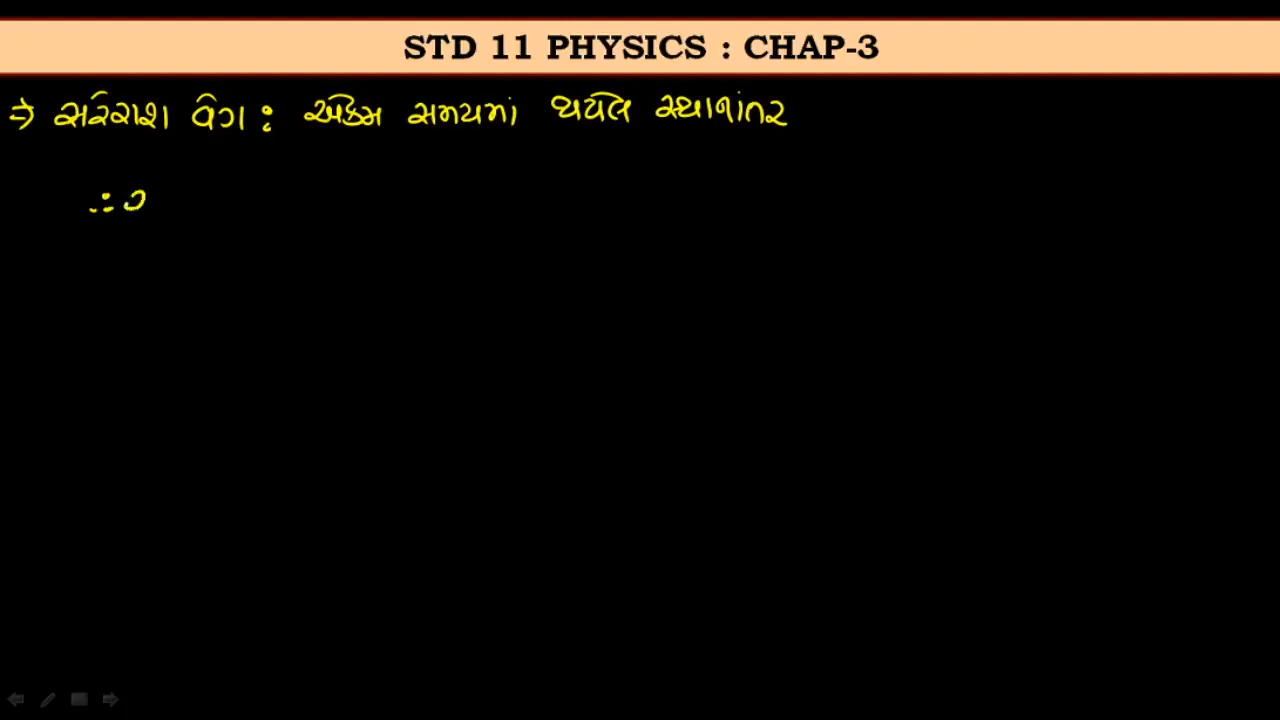 STD 11 PHYSICS : CHAP-3
⇒ સરેરાશ વેગ : એકમ સમયમાં થયેલ સ્થાનાંતર
∴